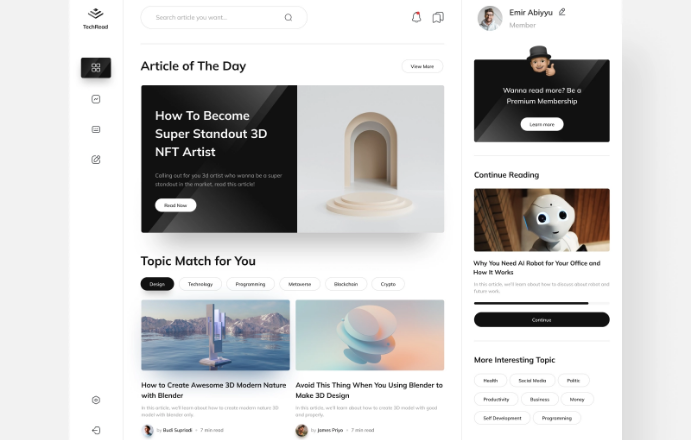 TechRead
Search article you want...
Article of The Day
View More
How To Become
Super Standout 3D
NFT Artist
Calling out for you 3d artist who wanna be a super
standout in the market, read this article!
Read Now
Topic Match for You
Design
Technology
Programming
Metaverse
Blockchain
Crypto
How to Create Awesome 3D Modern Nature
with Blender
In this article, we'll learn about how to create modern nature 3D
model with blender only.
by Budi Supriadi • 7 min read
Avoid This Thing When You Using Blender to
Make 3D Design
In this article, we'll learn about how to create 3D model with good
and properly.
by James Priyo • 7 min read
Emir Abiyyu
Member
Wanna read more? Be a
Premium Membership
Learn more
Continue Reading
Why You Need AI Robot for Your Office and
How It Works
In this article, we'll learn about how to discuss about robot and
future work.
Continue
More Interesting Topic
Health
Social Media
Politic
Productivity
Business
Money
Self Development
Programming